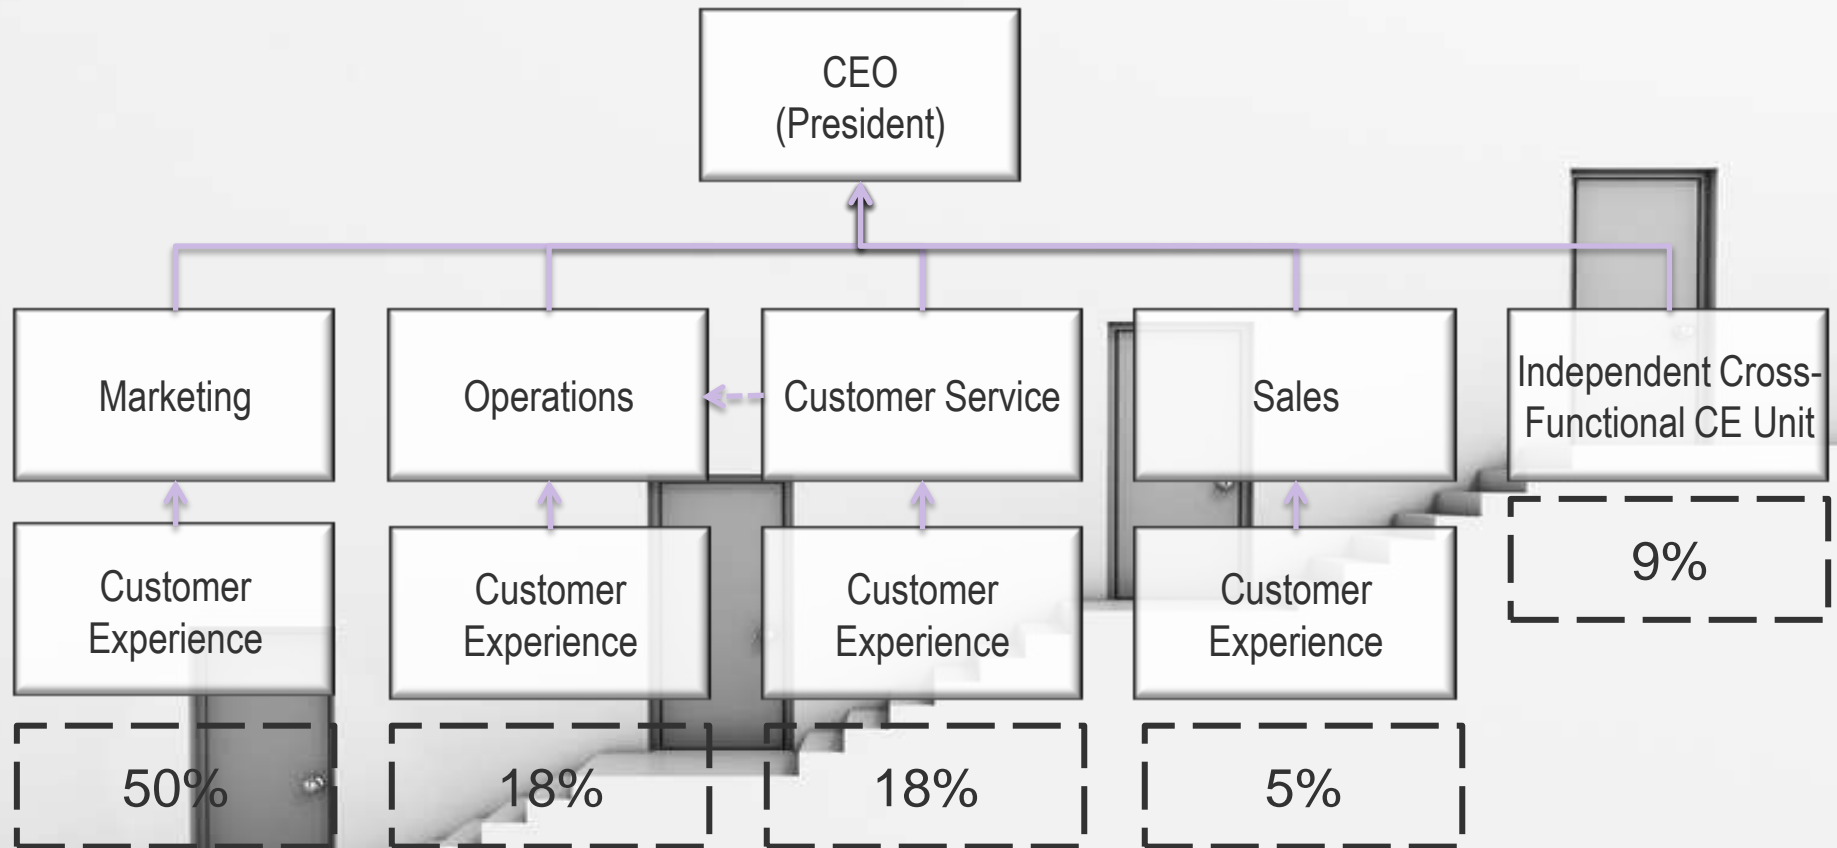 CEO
(President)
Marketing
Operations
Customer Service
Sales
Independent Cross-
Functional CE Unit
Customer
Experience
Customer
Experience
Customer
Experience
Customer
Experience
9%
50%
18%
18%
5%